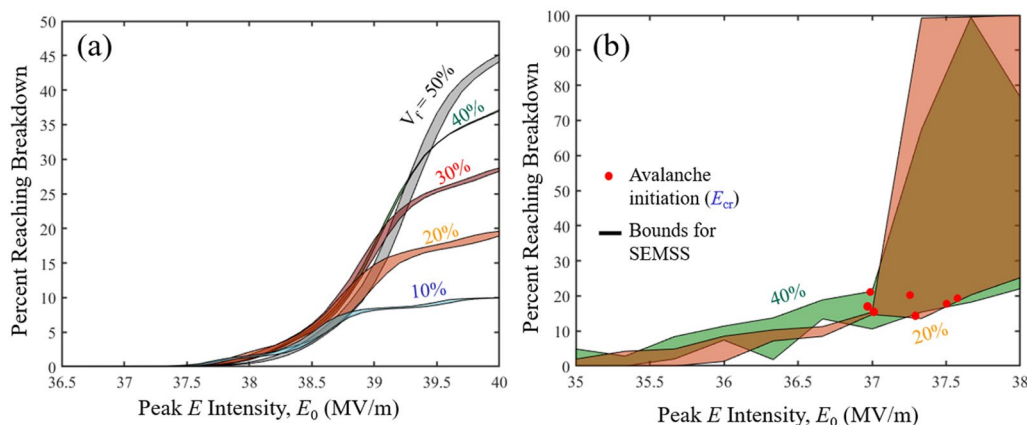 (a)
50
45
40
35
30
25
20
15
10
5
0
Percent Reaching Breakdown
V_f = 50%
40%
30%
20%
10%
36.5 37 37.5 38 38.5 39 39.5 40
Peak E Intensity, E_0 (MV/m)
(b)
100
90
80
70
60
50
40
30
20
10
0
Percent Reaching Breakdown
Avalanche
initiation (E_cr)
Bounds for
SEMSS
40%
20%
35 35.5 36 36.5 37 37.5 38
Peak E Intensity, E_0 (MV/m)